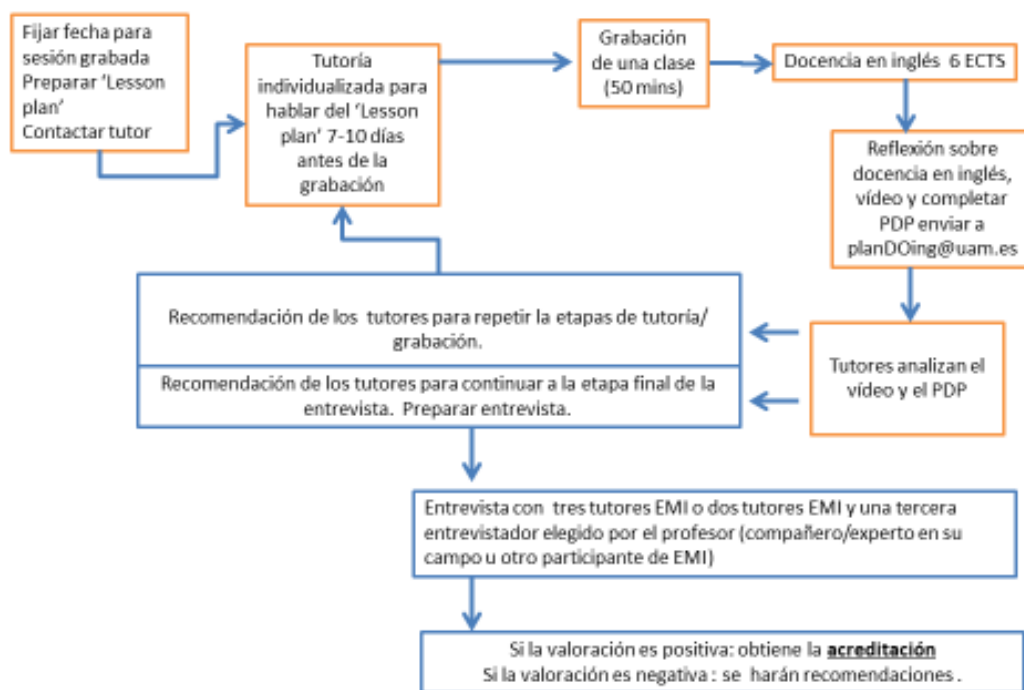 Fijar fecha para
sesión grabada
Preparar 'Lesson
plan'
Contactar tutor
Tutoría
individualizada para
hablar del 'Lesson
plan' 7-10 días
antes de la
grabación
Grabación
de una clase
(50 mins)
Docencia en inglés 6 ECTS
Reflexión sobre
docencia en inglés,
vídeo y completar
PDP enviar a
planDOing@uam.es
Tutores analizan el
vídeo y el PDP
Recomendación de los tutores para repetir la etapas de tutoría/
grabación.
Recomendación de los tutores para continuar a la etapa final de la
entrevista. Preparar entrevista.
Entrevista con tres tutores EMI o dos tutores EMI y una tercera
entrevistador elegido por el profesor (compañero/experto en su
campo u otro participante de EMI)
Si la valoración es positiva: obtiene la acreditación
Si la valoración es negativa : se harán recomendaciones .